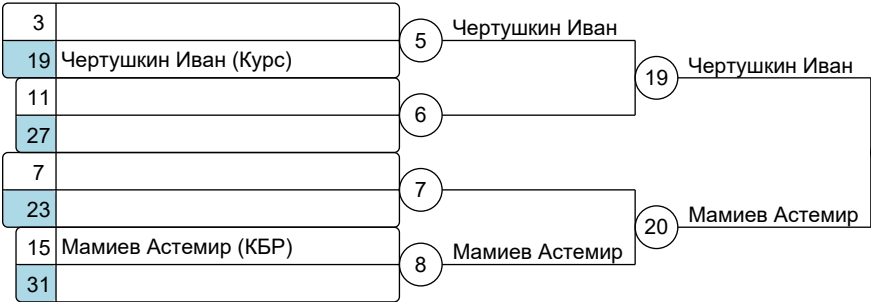 3
19 Чертушкин Иван (Курс)
11
27
7
23
15 Мамиев Астемир (КБР)
31
5
6
7
8
Чертушкин Иван
Мамиев Астемир
19
20
Чертушкин Иван
Мамиев Астемир